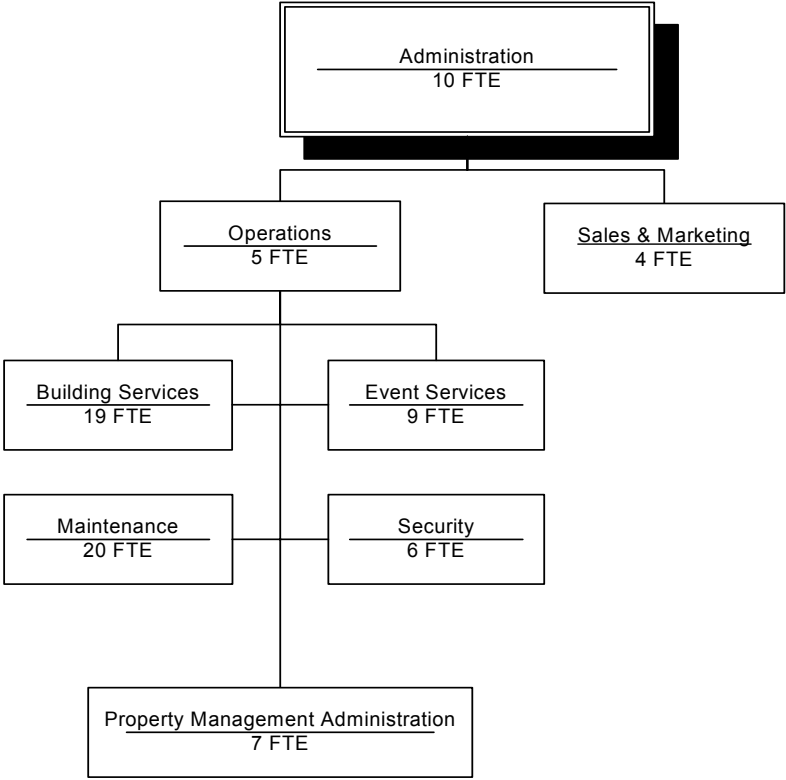 Administration
10 FTE
Operations
5 FTE
Sales & Marketing
4 FTE
Building Services
19 FTE
Event Services
9 FTE
Maintenance
20 FTE
Security
6 FTE
Property Management Administration
7 FTE